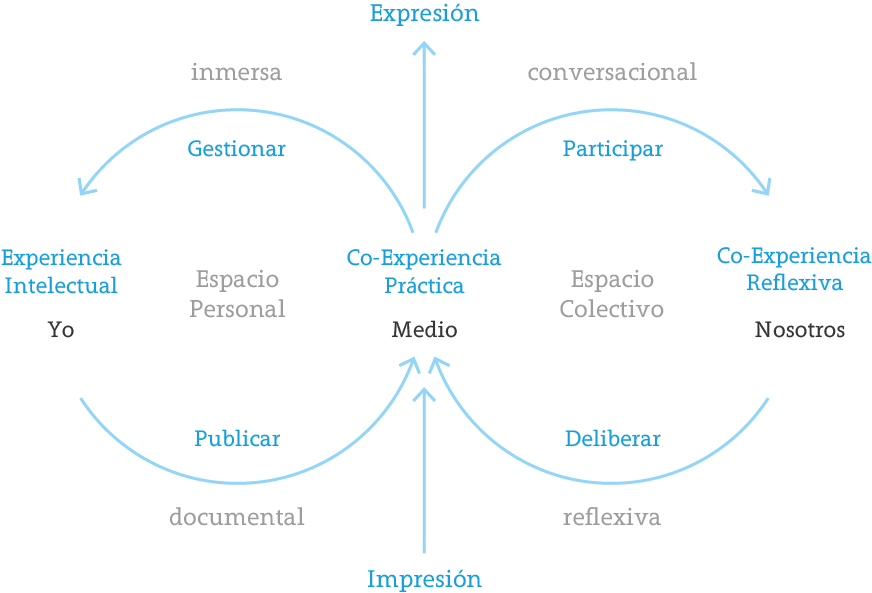 Expresión
inmersa
conversacional
Gestionar
Participar
Experiencia
Intelectual
Yo
Espacio
Personal
Co-Experiencia
Práctica
Medio
Espacio
Colectivo
Co-Experiencia
Reflexiva
Nosotros
Publicar
Deliberar
documental
reflexiva
Impresión